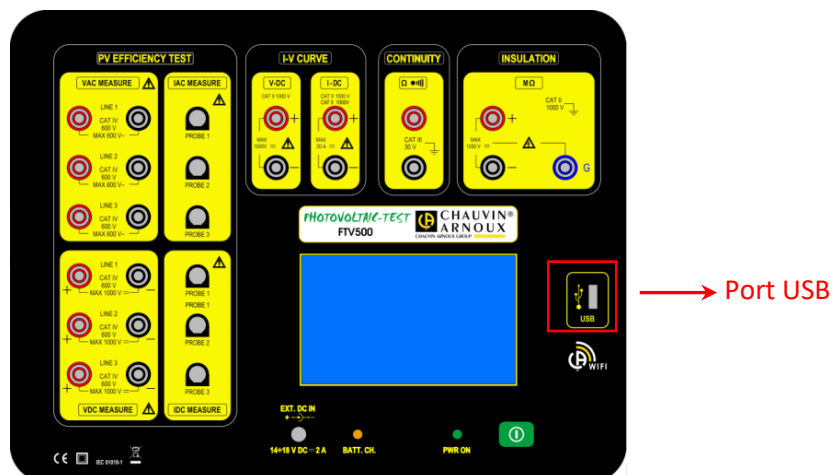 PV EFFICIENCY TEST
VAC MEASURE
LINE 1
CAT IV
600 V
MAX 600 V~
LINE 2
CAT IV
600 V
MAX 600 V~
LINE 3
CAT IV
600 V
MAX 600 V~
IAC MEASURE
PROBE 1
PROBE 2
PROBE 3
+ LINE 1 −
CAT IV
600 V
MAX 1000 V
+ LINE 2 −
CAT IV
600 V
MAX 1000 V
+ LINE 3 −
CAT IV
600 V
MAX 1000 V
VDC MEASURE
PROBE 1
PROBE 1
PROBE 2
PROBE 3
IDC MEASURE
I-V CURVE
V-DC
CAT II 1000 V
+
MAX
1000V
−
I-DC
CAT II 1000 V
CAT II 1000V
+
MAX
20 A
−
CONTINUITY
Ω
CAT III
30 V
INSULATION
MΩ
CAT II
1000 V
+
MAX
1000 V
−
G
PHOTOVOLTAIC-TEST
FTV500
CHAUVIN®
ARNOUX
CHAUVIN ARNOUX GROUP
USB
WIFI
Port USB
EXT. DC IN
14÷18 V DC 2 A
BATT. CH.
PWR ON
CE
IEC 61010-1